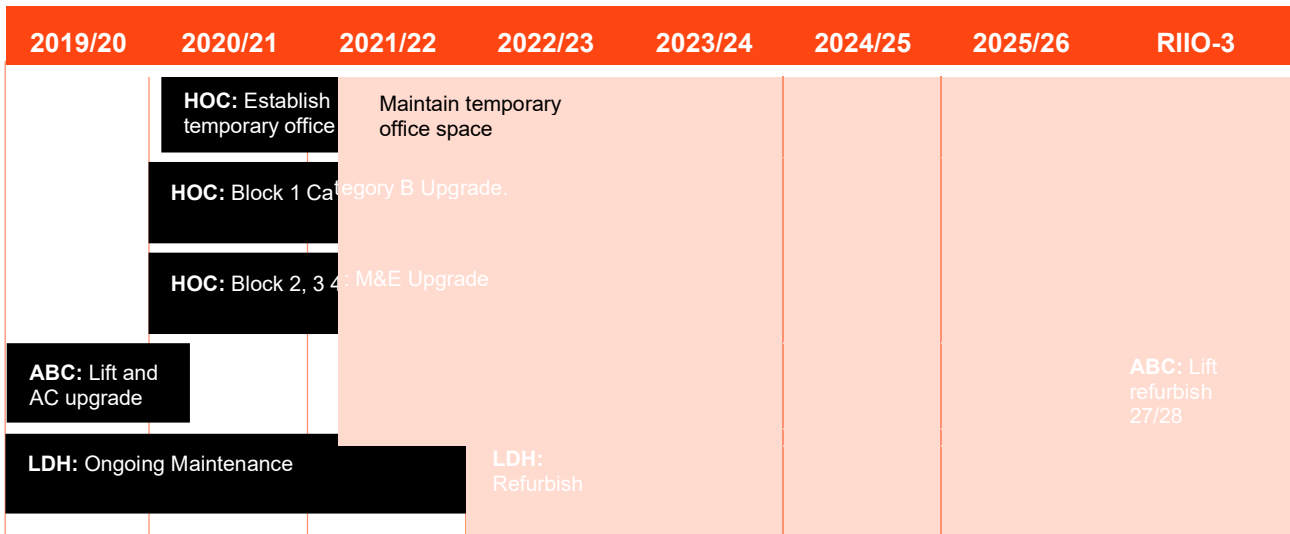 2019/20 2020/21 2021/22 2022/23 2023/24 2024/25 2025/26 RIIO-3
HOC: Establish
temporary office
Maintain temporary
office space
HOC: Block 1 Category B Upgrade.
HOC: Block 2, 3 4: M&E Upgrade
ABC: Lift and
AC upgrade
ABC: Lift
refurbish
27/28
LDH: Ongoing Maintenance
LDH:
Refurbish